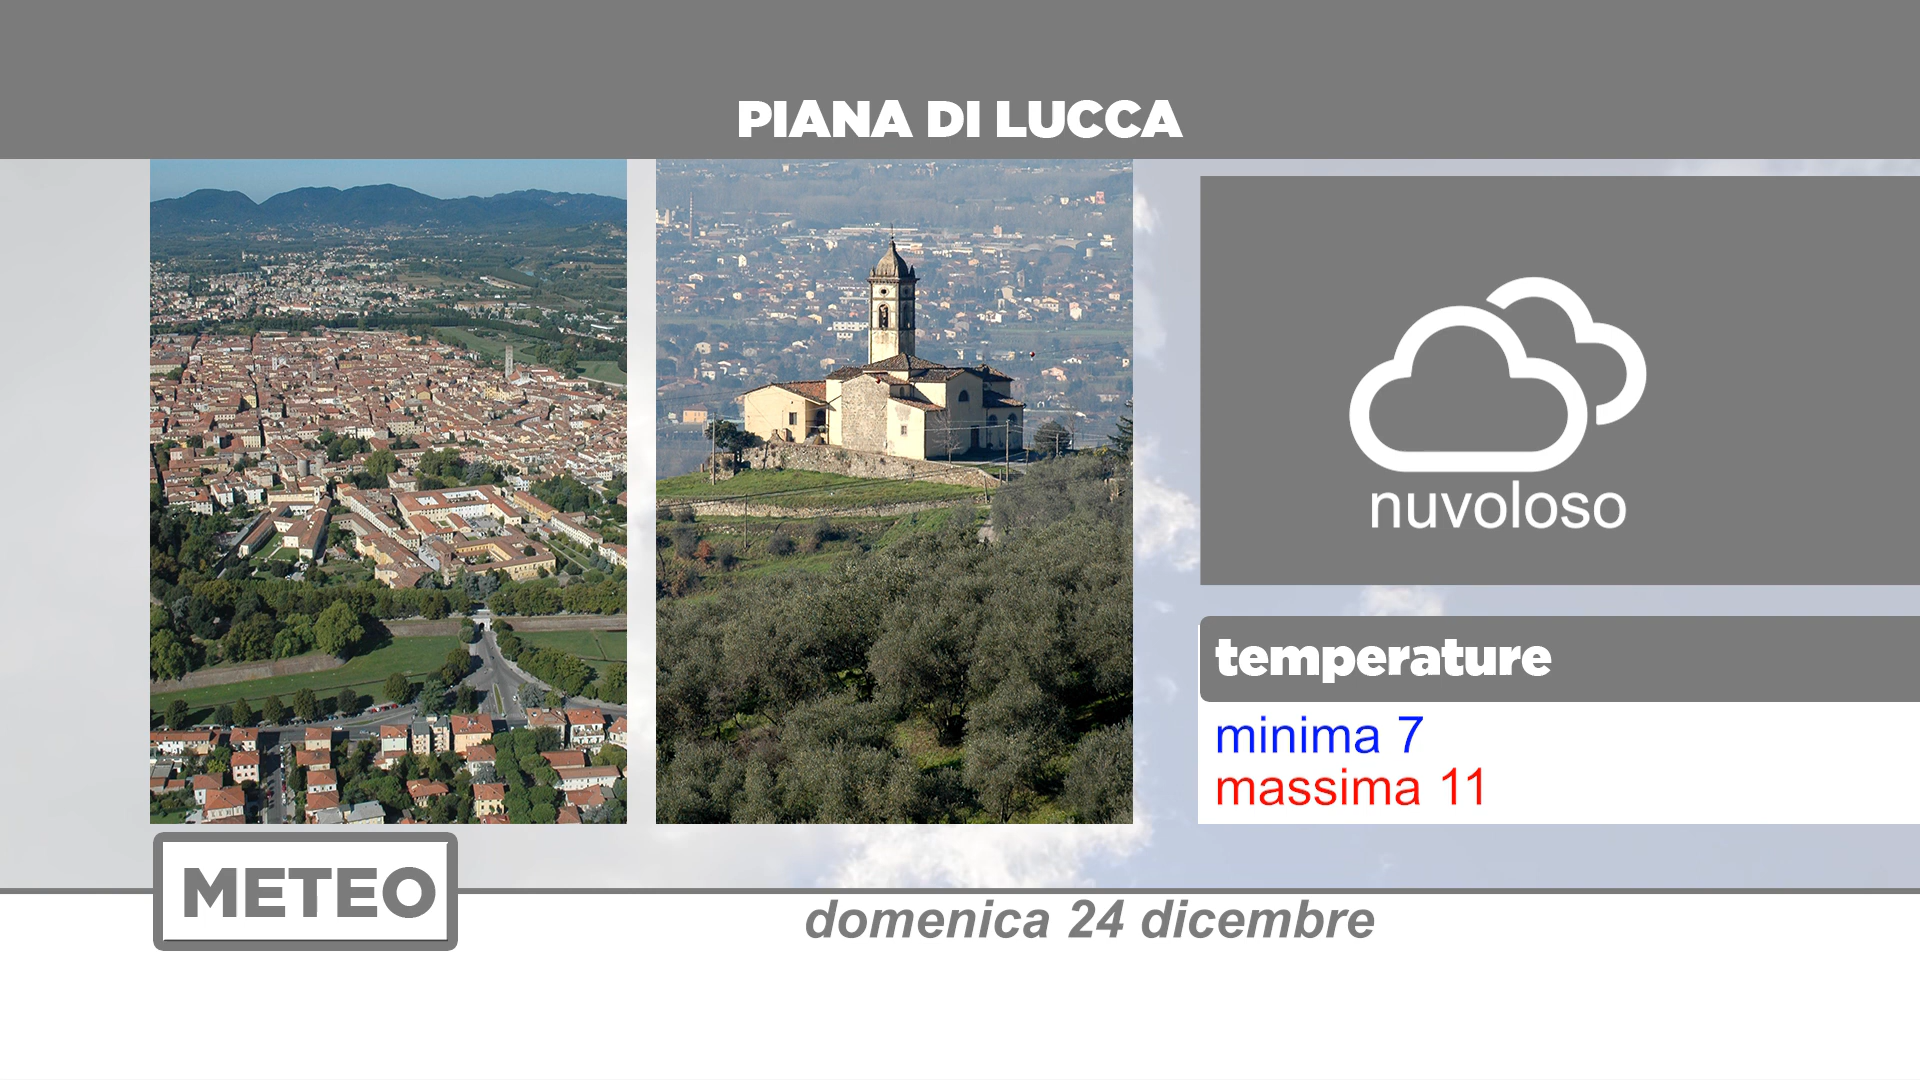 PIANA DI LUCCA
nuvoloso
temperature
minima 7
massima 11
METEO
domenica 24 dicembre